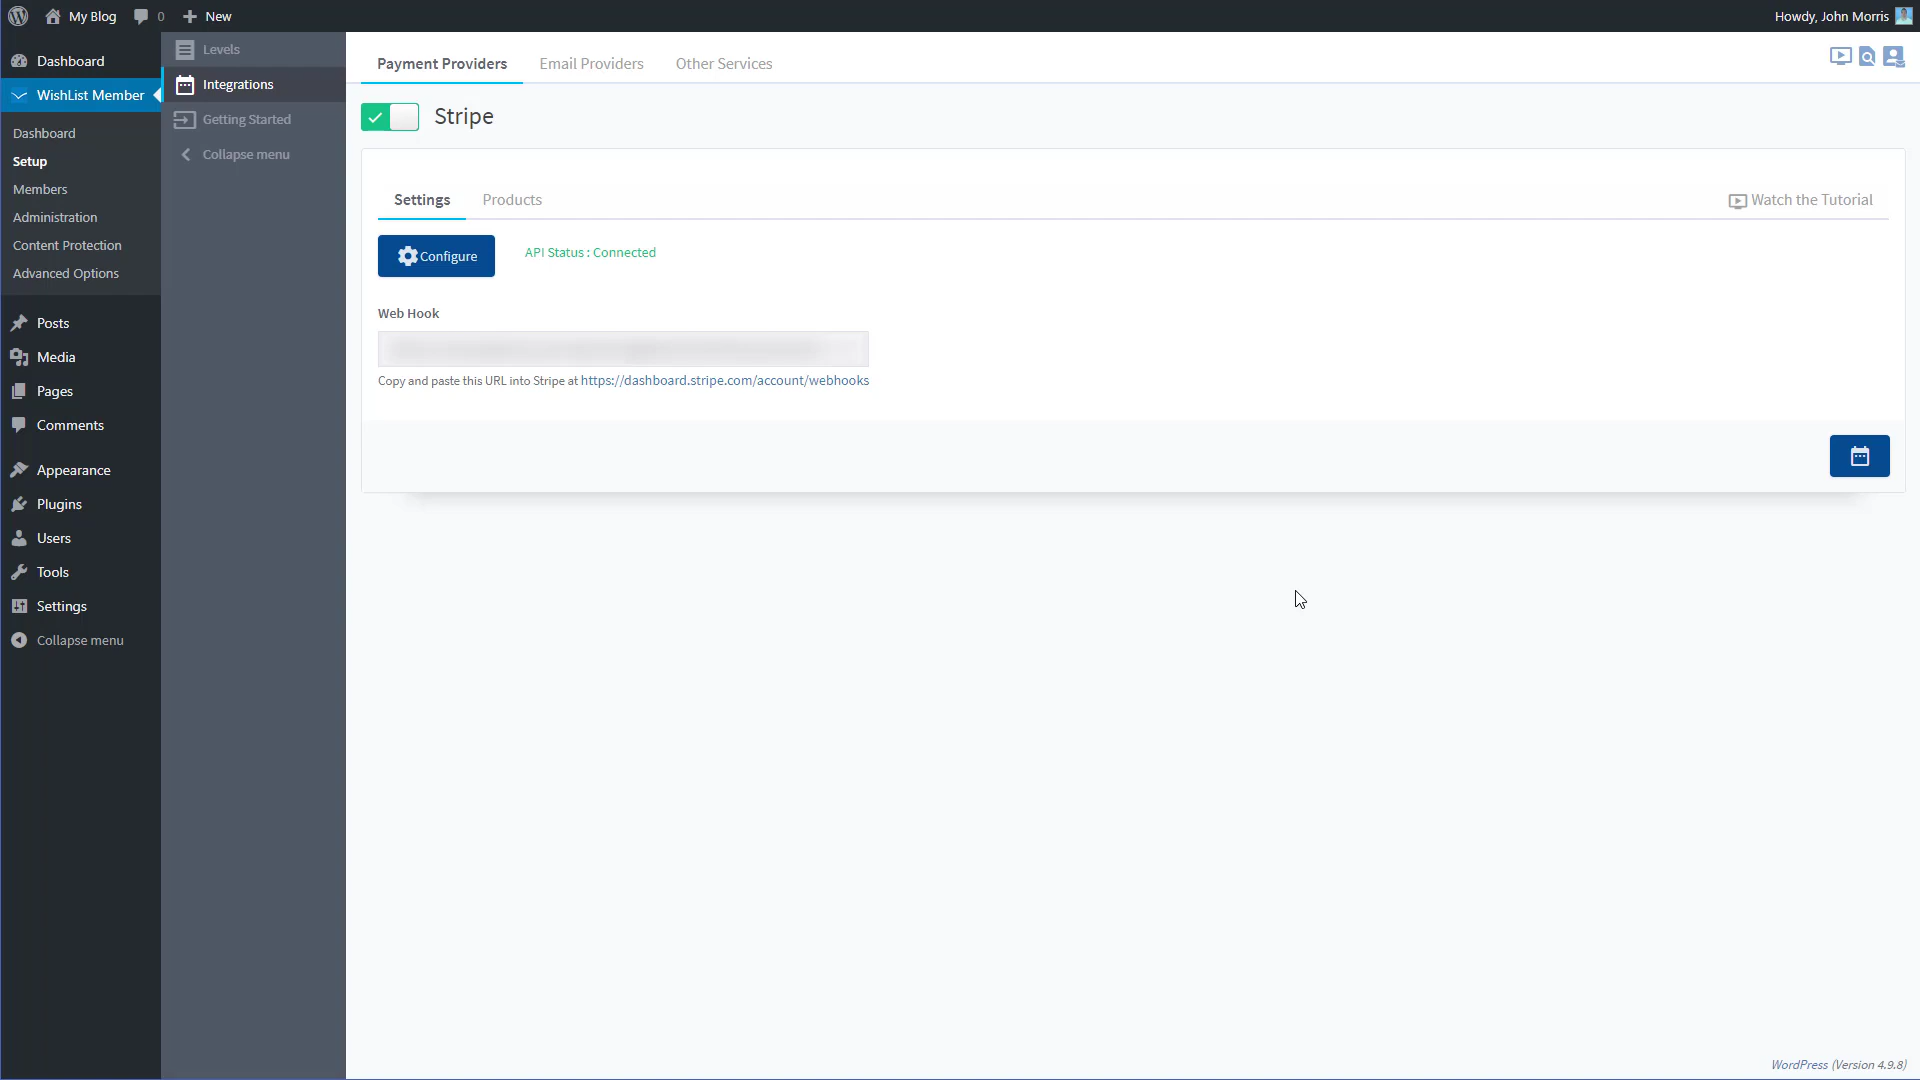 My Blog
0
New
Howdy, John Morris
Dashboard
WishList Member
Dashboard
Setup
Members
Administration
Content Protection
Advanced Options
Posts
Media
Pages
Comments
Appearance
Plugins
Users
Tools
Settings
Collapse menu
Levels
Integrations
Getting Started
Collapse menu
Payment Providers
Email Providers
Other Services
Stripe
Settings
Products
Watch the Tutorial
Configure
API Status : Connected
Web Hook
Copy and paste this URL into Stripe at https://dashboard.stripe.com/account/webhooks
WordPress (Version 4.9.8)